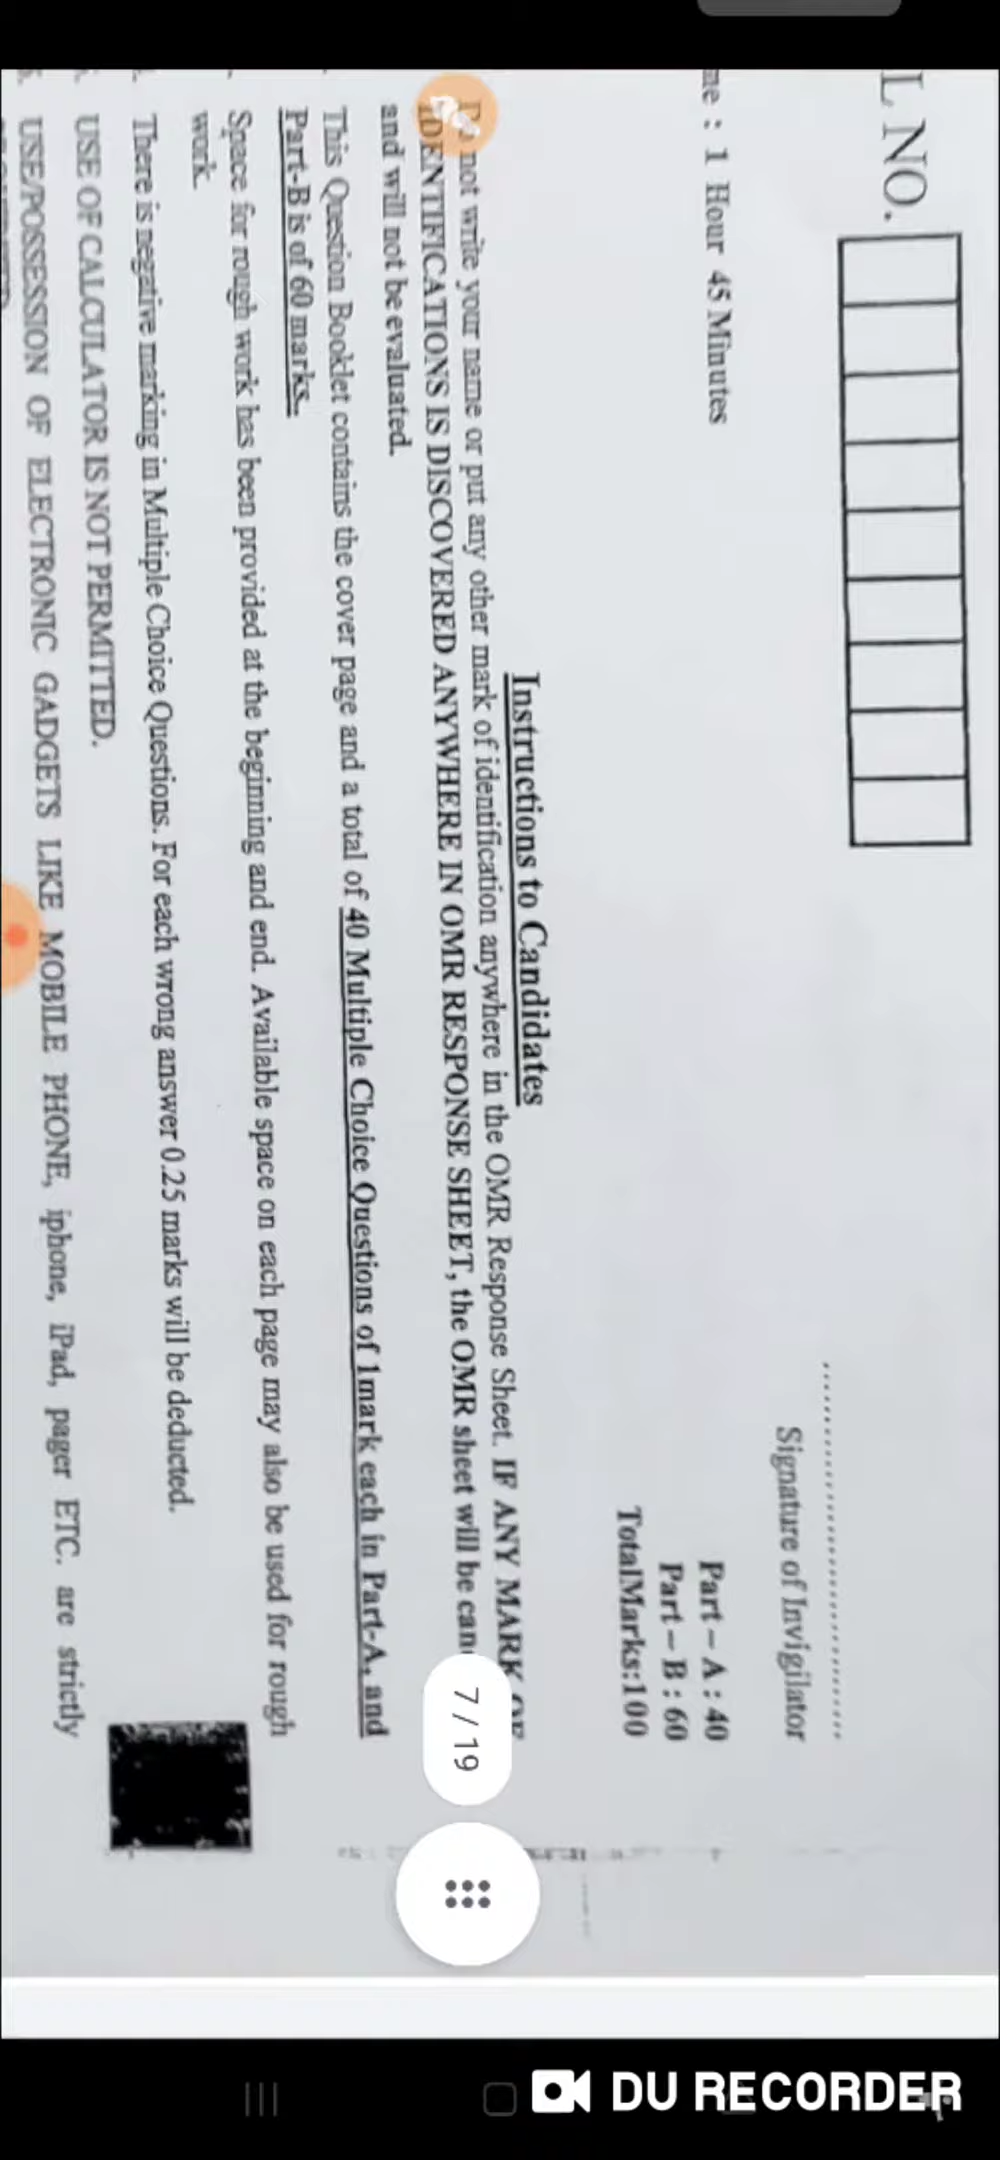 L NO.
Signature of Invigilator
me : 1 Hour 45 Minutes
Part – A : 40
Part – B : 60
TotalMarks:100
Instructions to Candidates
not write your name or put any other mark of identification anywhere in the OMR Response Sheet. IF ANY MARK OF
IDENTIFICATIONS IS DISCOVERED ANYWHERE IN OMR RESPONSE SHEET, the OMR sheet will be can
and will not be evaluated.
This Question Booklet contains the cover page and a total of 40 Multiple Choice Questions of 1mark each in Part-A, and
Part-B is of 60 marks..
Space for rough work has been provided at the beginning and end. Available space on each page may also be used for rough
work.
There is negative marking in Multiple Choice Questions. For each wrong answer 0.25 marks will be deducted.
USE OF CALCULATOR IS NOT PERMITTED.
USE/POSSESSION OF ELECTRONIC GADGETS LIKE MOBILE PHONE, iphone, iPad, pager ETC. are strictly
7 / 19
DU RECORDER